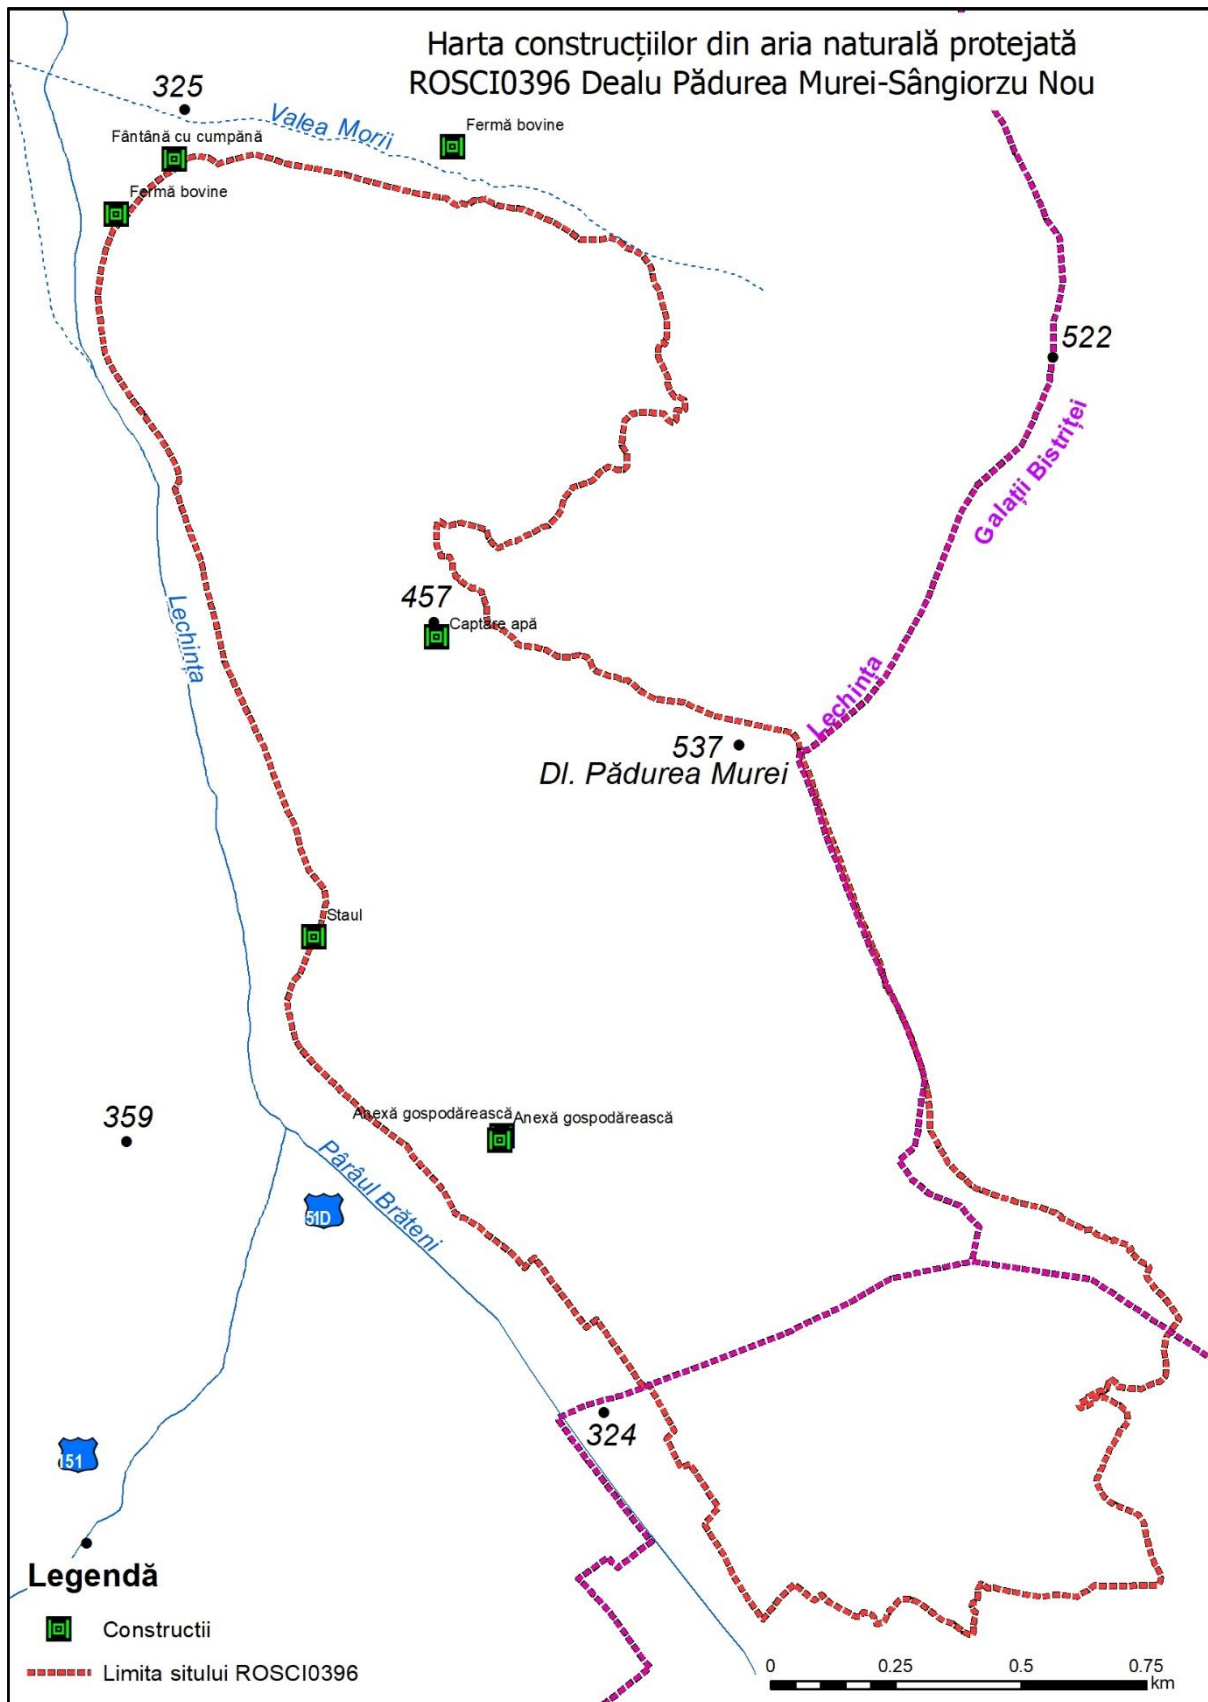 Harta construcțiilor din aria naturală protejată
ROSCI0396 Dealu Pădurea Murei-Sângiorzu Nou
325
Valea Morii
Fermă bovine
Fântână cu cumpănă
Fermă bovine
522
Galații Bistriței
Lechința
457
Captare apă
Lechința
537
Dl. Pădurea Murei
Staul
359
Anexă gospodărească
Anexă gospodărească
Pârâul Brăteni
51D
324
151
Legendă
Constructii
Limita sitului ROSCI0396
0 0.25 0.5 0.75
km